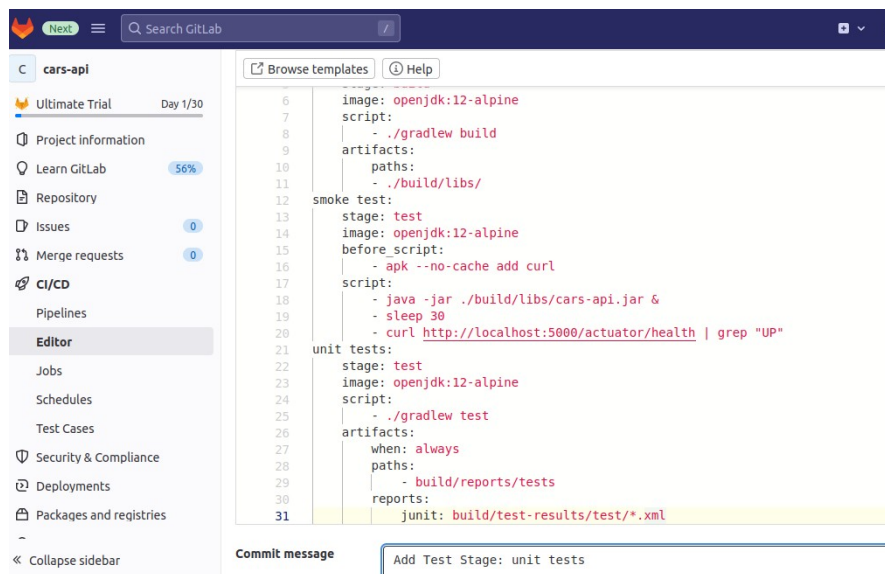 Next
Search GitLab
/
C cars-api
Ultimate Trial Day 1/30
Project information
Learn GitLab 56%
Repository
Issues 0
Merge requests 0
CI/CD
Pipelines
Editor
Jobs
Schedules
Test Cases
Security & Compliance
Deployments
Packages and registries
Collapse sidebar
Browse templates
Help
6 image: openjdk:12-alpine
7 script:
8 - ./gradlew build
9 artifacts:
10 paths:
11 - ./build/libs/
12 smoke test:
13 stage: test
14 image: openjdk:12-alpine
15 before_script:
16 - apk --no-cache add curl
17 script:
18 - java -jar ./build/libs/cars-api.jar &
19 - sleep 30
20 - curl http://localhost:5000/actuator/health | grep "UP"
21 unit tests:
22 stage: test
23 image: openjdk:12-alpine
24 script:
25 - ./gradlew test
26 artifacts:
27 when: always
28 paths:
29 - build/reports/tests
30 reports:
31 junit: build/test-results/test/*.xml
Commit message
Add Test Stage: unit tests